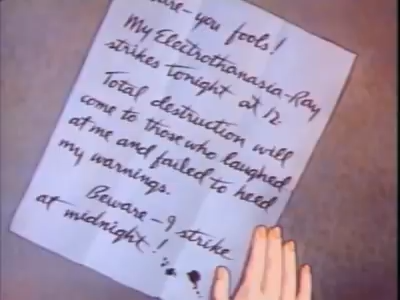 are-you fools!
My Electrothanasia-Ray
strikes tonight at 12.
Total destruction will
come to those who laughed
at me and failed to heed
my warnings.
Beware-I strike
at midnight!